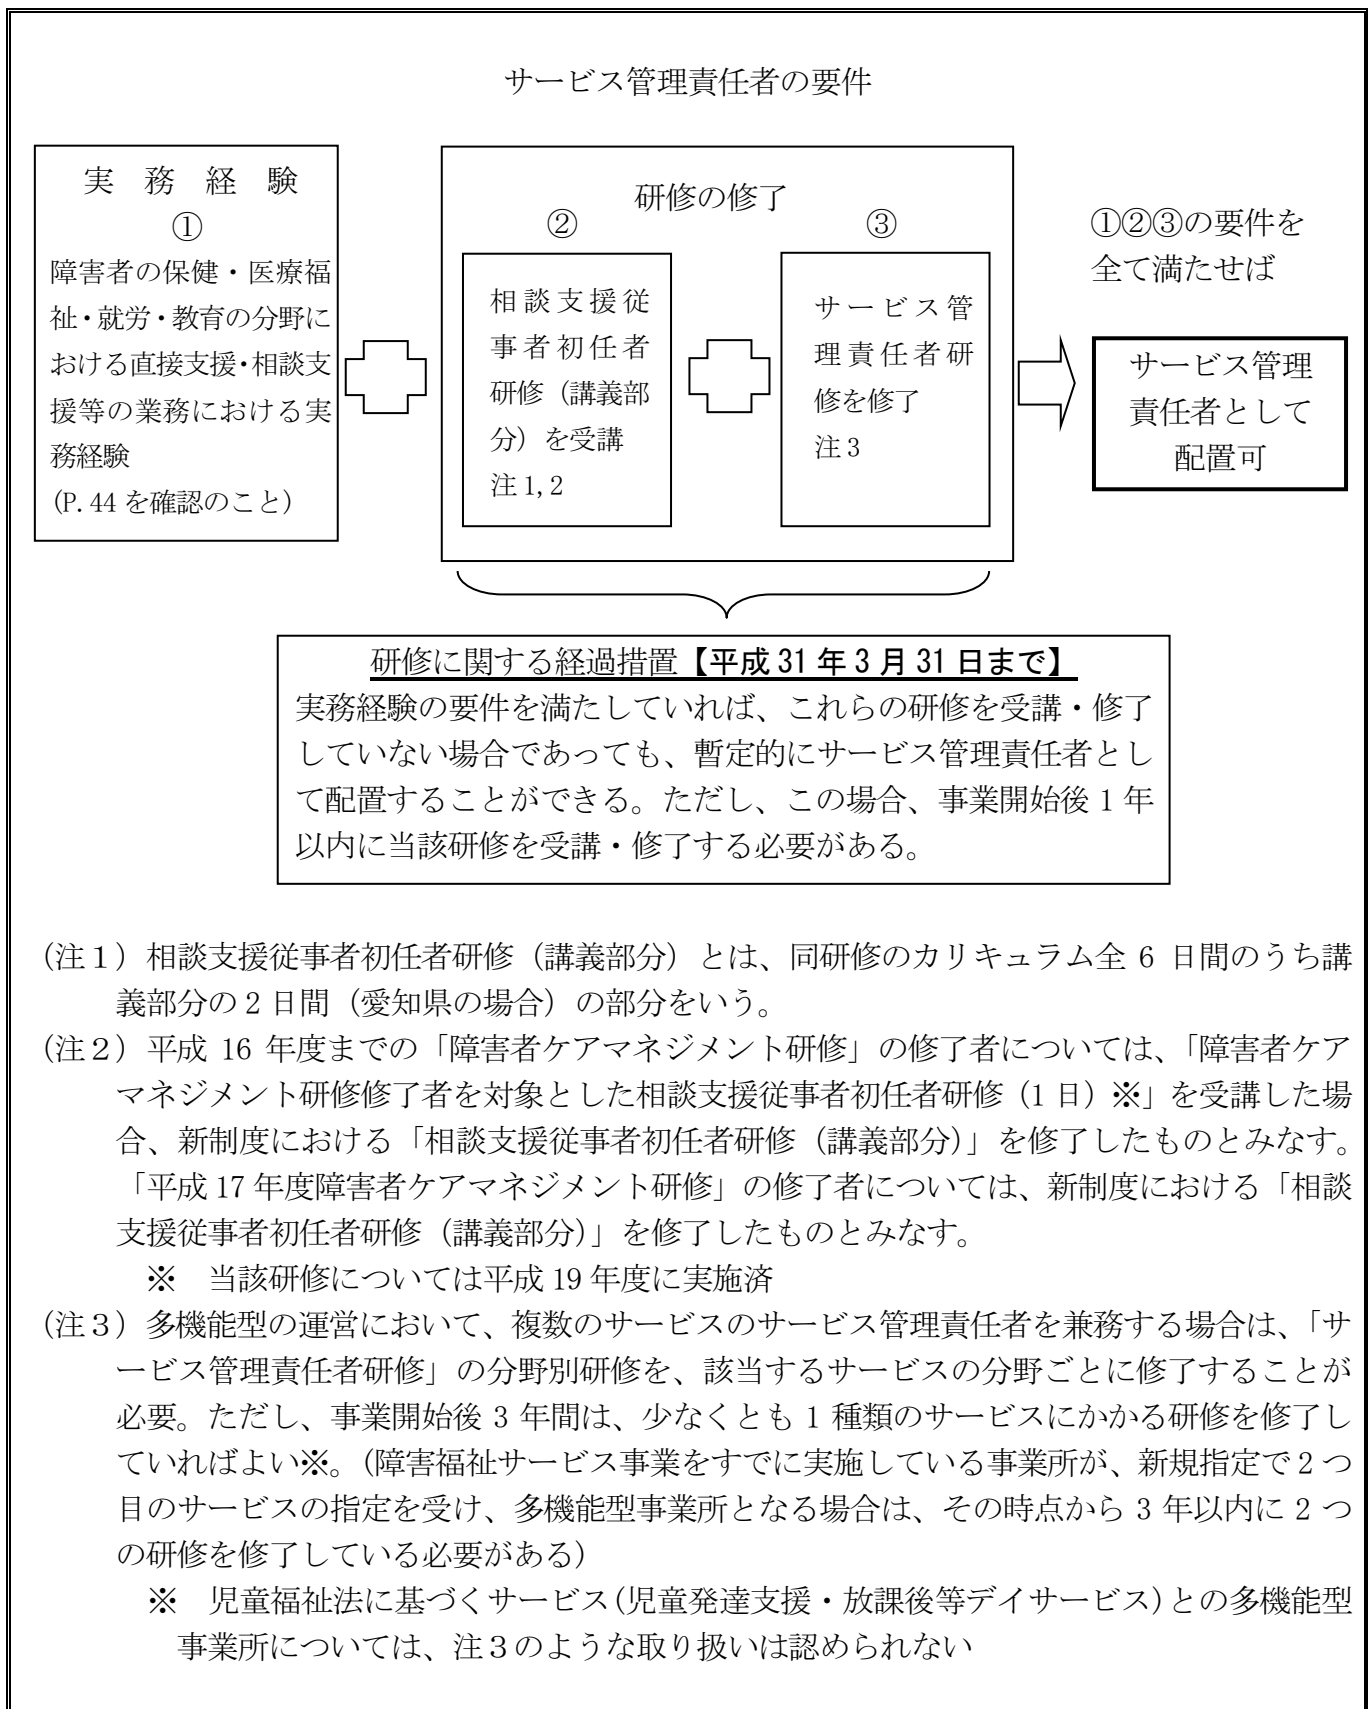 サービス管理責任者の要件
実務経験
①
障害者の保健・医療福
祉・就労・教育の分野に
おける直接支援・相談支
援等の業務における実
務経験
(P.44 を確認のこと)
研修の修了
②
相談支援従
事者初任者
研修（講義部
分）を受講
注1,2
③
サービス管
理責任者研
修を修了
注3
①②③の要件を
全て満たせば
サービス管理
責任者として
配置可
研修に関する経過措置【平成 31 年 3 月 31 日まで】
実務経験の要件を満たしていれば、これらの研修を受講・修了
していない場合であっても、暫定的にサービス管理責任者とし
て配置することができる。ただし、この場合、事業開始後 1 年
以内に当該研修を受講・修了する必要がある。
（注１）相談支援従事者初任者研修（講義部分）とは、同研修のカリキュラム全 6 日間のうち講
義部分の 2 日間（愛知県の場合）の部分をいう。
（注２）平成 16 年度までの「障害者ケアマネジメント研修」の修了者については、「障害者ケア
マネジメント研修修了者を対象とした相談支援従事者初任者研修（1 日）※」を受講した場
合、新制度における「相談支援従事者初任者研修（講義部分）」を修了したものとみなす。
「平成 17 年度障害者ケアマネジメント研修」の修了者については、新制度における「相談
支援従事者初任者研修（講義部分）」を修了したものとみなす。
※　当該研修については平成 19 年度に実施済
（注３）多機能型の運営において、複数のサービスのサービス管理責任者を兼務する場合は、「サ
ービス管理責任者研修」の分野別研修を、該当するサービスの分野ごとに修了することが
必要。ただし、事業開始後 3 年間は、少なくとも 1 種類のサービスにかかる研修を修了し
ていればよい※。(障害福祉サービス事業をすでに実施している事業所が、新規指定で 2 つ
目のサービスの指定を受け、多機能型事業所となる場合は、その時点から 3 年以内に 2 つ
の研修を修了している必要がある)
※　児童福祉法に基づくサービス(児童発達支援・放課後等デイサービス)との多機能型
事業所については、注３のような取り扱いは認められない